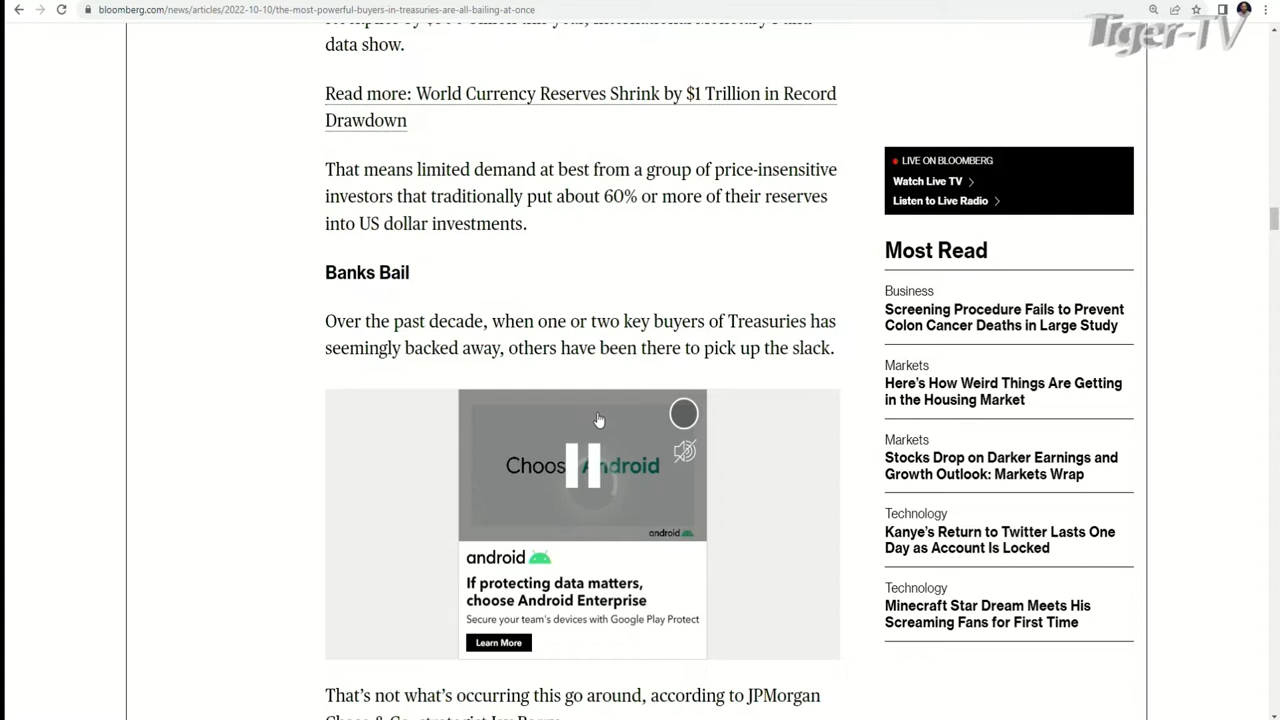 bloomberg.com/news/articles/2022-10-10/the-most-powerful-buyers-in-treasuries-are-all-bailing-at-once
Tiger-TV
data show.
Read more: World Currency Reserves Shrink by $1 Trillion in Record
Drawdown
That means limited demand at best from a group of price-insensitive
investors that traditionally put about 60% or more of their reserves
into US dollar investments.
Banks Bail
Over the past decade, when one or two key buyers of Treasuries has
seemingly backed away, others have been there to pick up the slack.
Choos Android
android
android
If protecting data matters,
choose Android Enterprise
Secure your team's devices with Google Play Protect
Learn More
That's not what's occurring this go around, according to JPMorgan
LIVE ON BLOOMBERG
Watch Live TV
Listen to Live Radio
Most Read
Business
Screening Procedure Fails to Prevent
Colon Cancer Deaths in Large Study
Markets
Here's How Weird Things Are Getting
in the Housing Market
Markets
Stocks Drop on Darker Earnings and
Growth Outlook: Markets Wrap
Technology
Kanye's Return to Twitter Lasts One
Day as Account Is Locked
Technology
Minecraft Star Dream Meets His
Screaming Fans for First Time